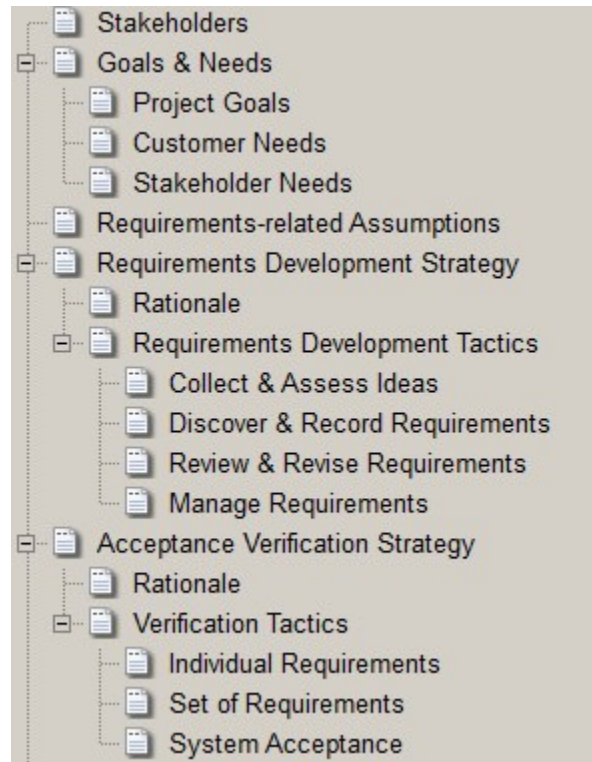 Stakeholders
Goals & Needs
Project Goals
Customer Needs
Stakeholder Needs
Requirements-related Assumptions
Requirements Development Strategy
Rationale
Requirements Development Tactics
Collect & Assess Ideas
Discover & Record Requirements
Review & Revise Requirements
Manage Requirements
Acceptance Verification Strategy
Rationale
Verification Tactics
Individual Requirements
Set of Requirements
System Acceptance